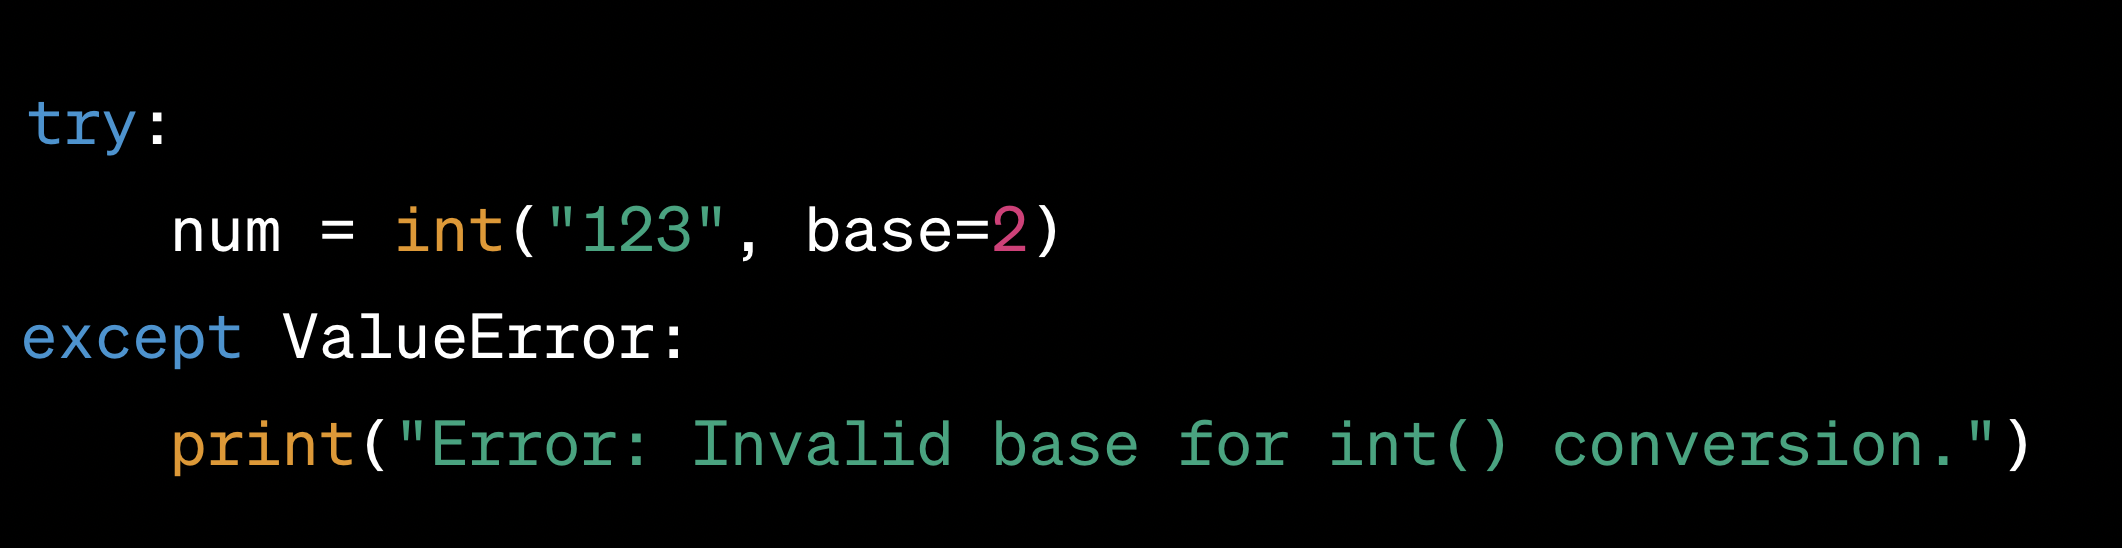 try:
    num = int("123", base=2)
except ValueError:
    print("Error: Invalid base for int() conversion.")